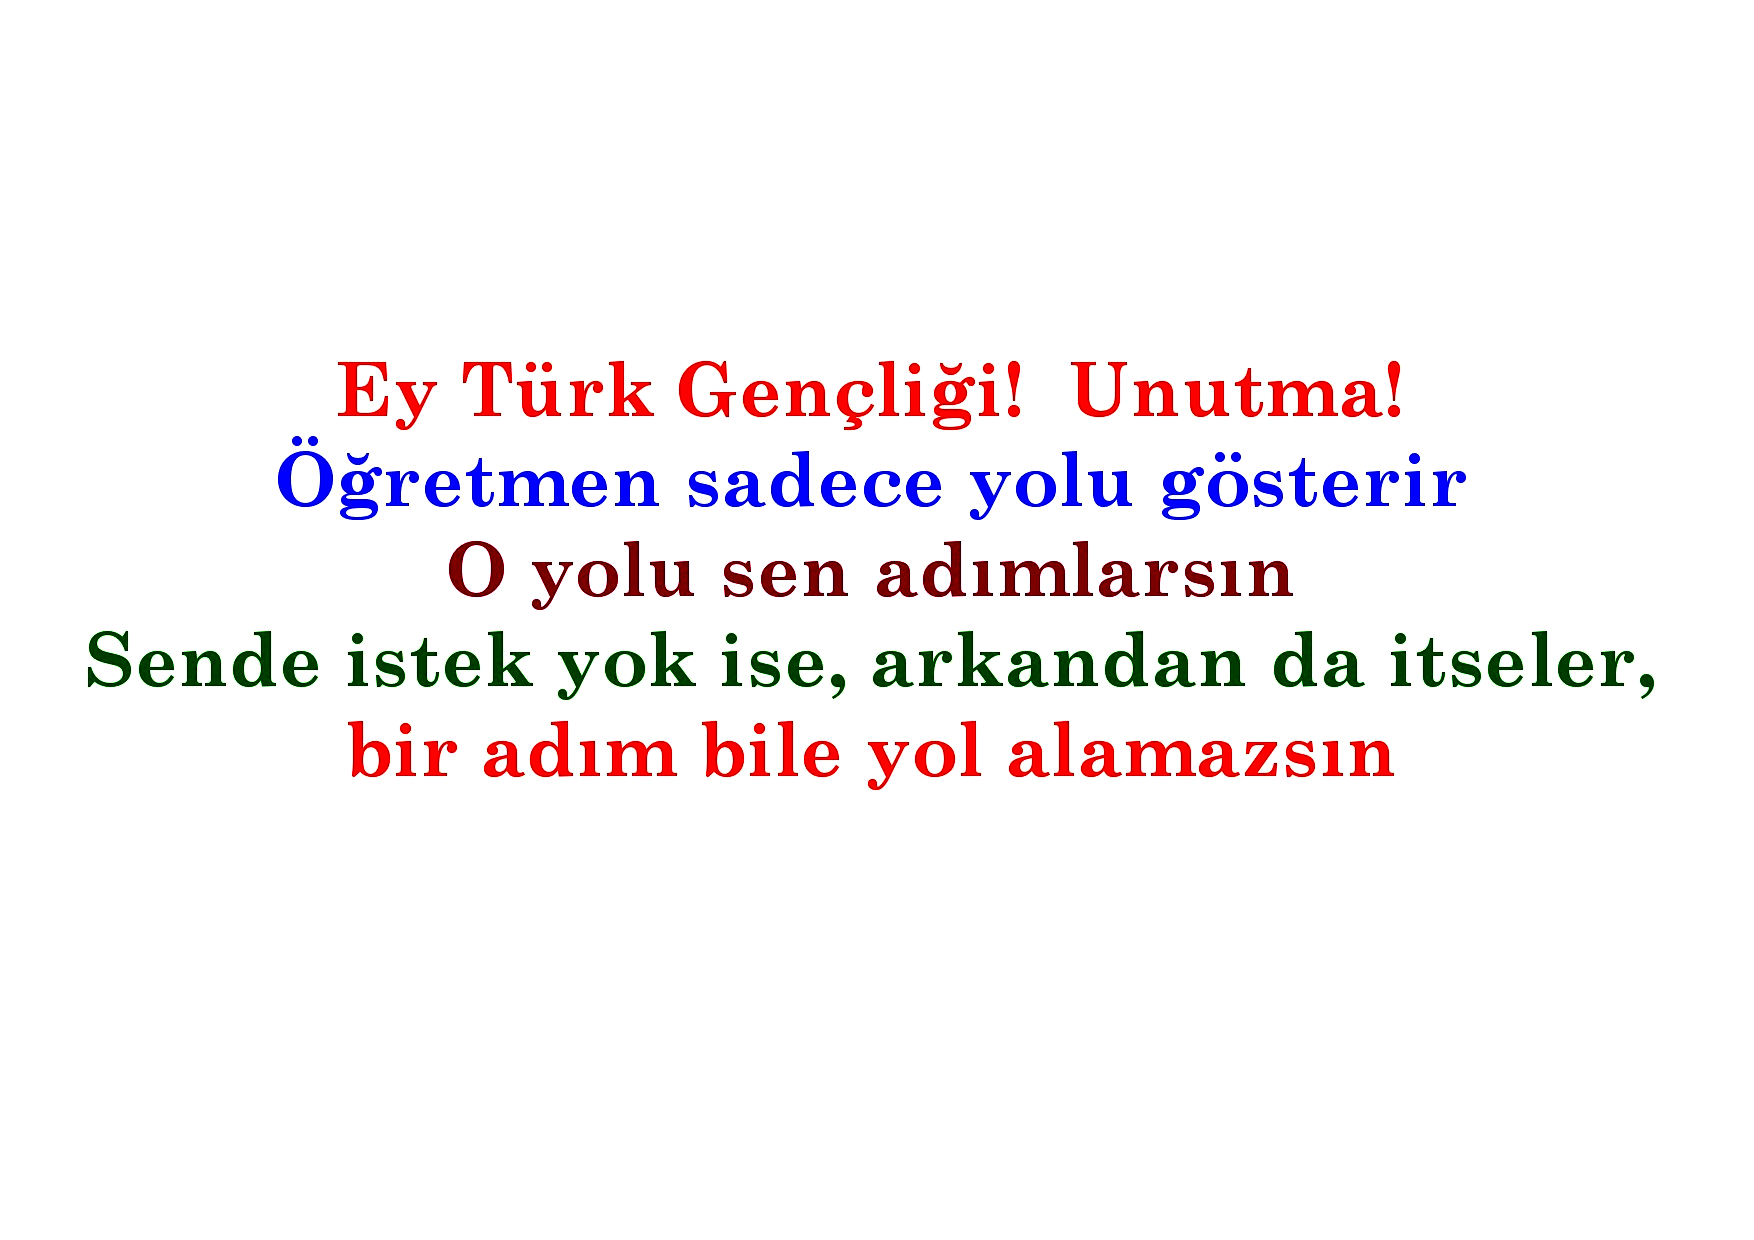 Ey Türk Gençliği!  Unutma!
Öğretmen sadece yolu gösterir
O yolu sen adımlarsın
Sende istek yok ise, arkandan da itseler,
bir adım bile yol alamazsın